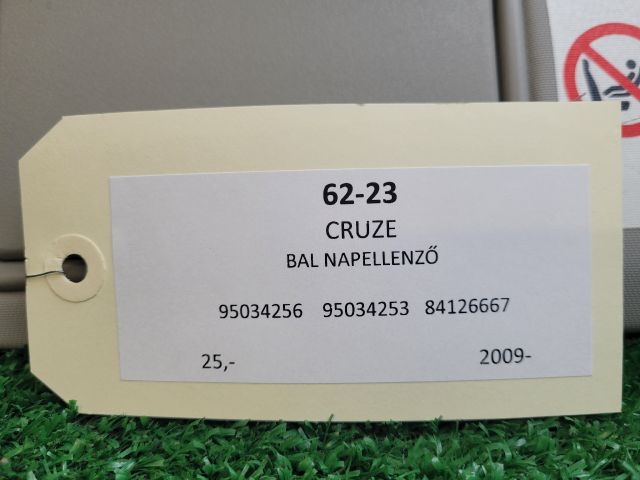 62-23
CRUZE
BAL NAPELLENZŐ
95034256 95034253 84126667
25,- 2009-